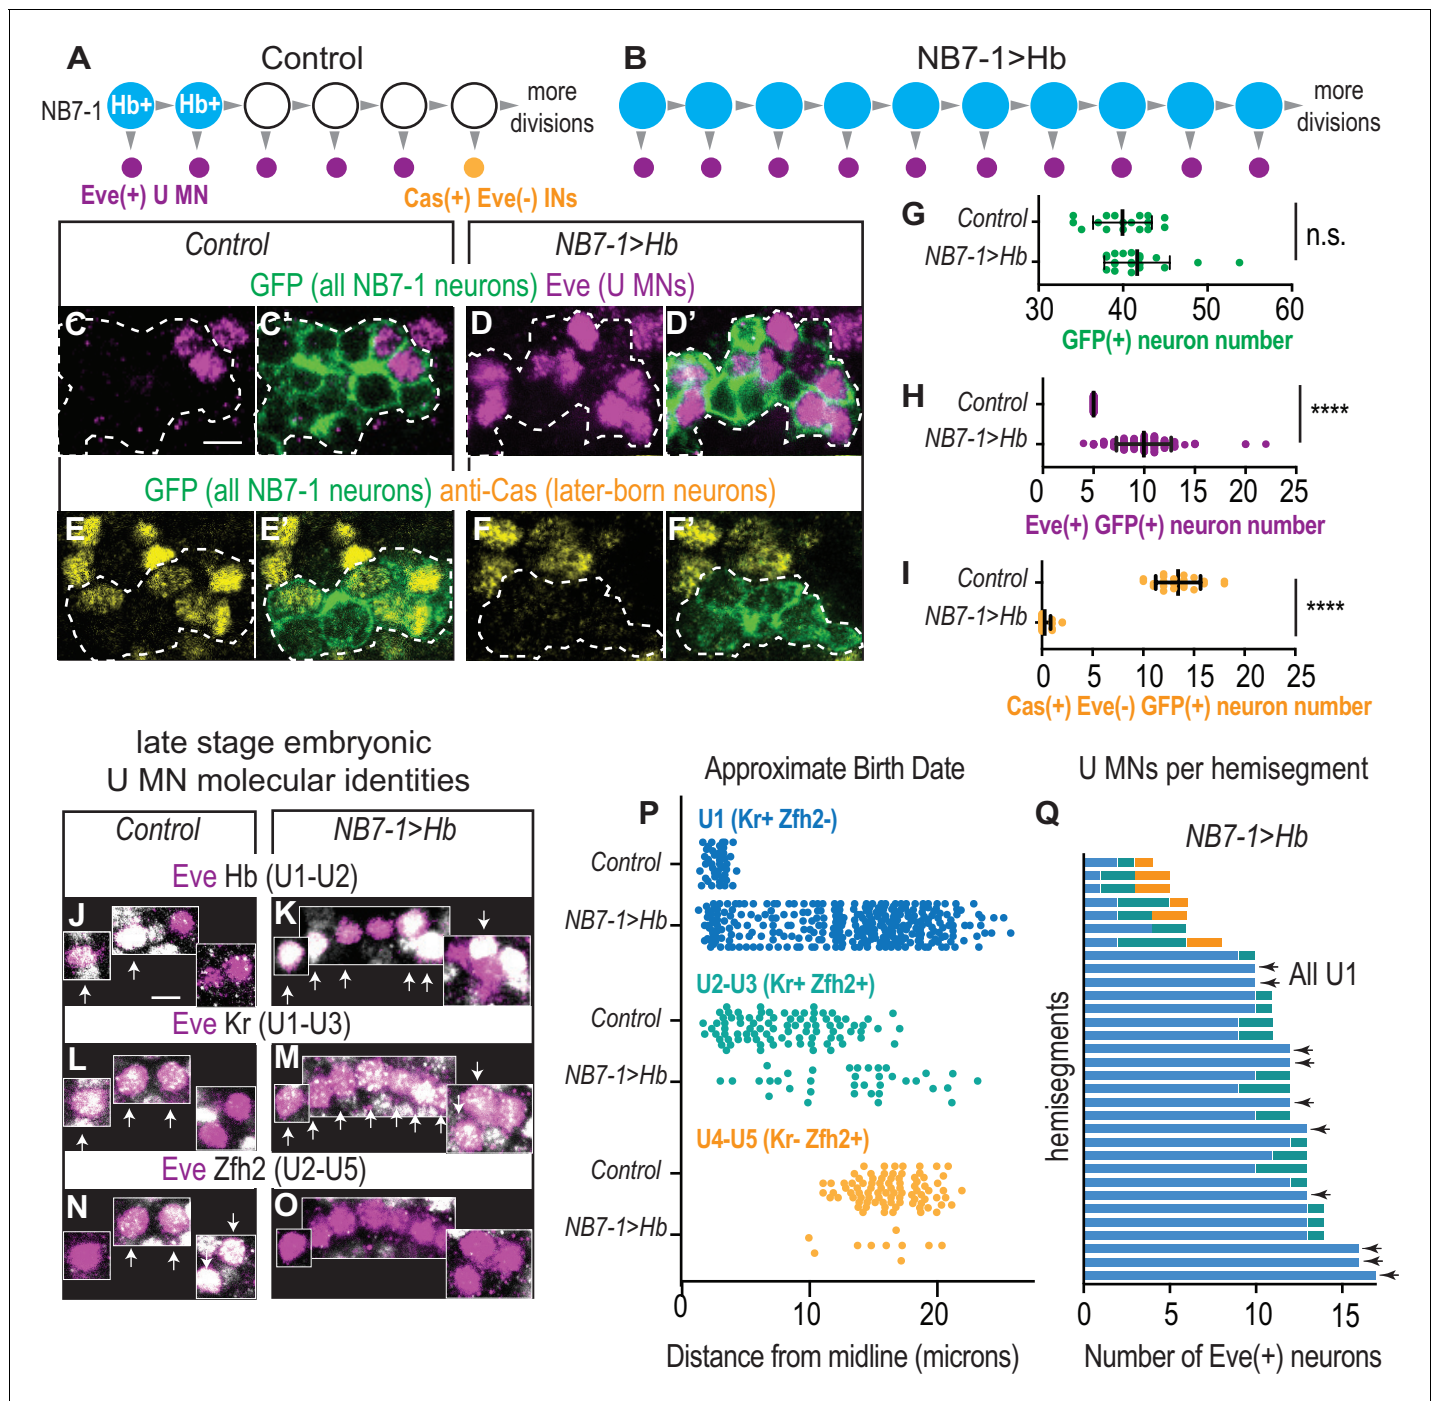 A
Control
NB7-1
Hb+
Hb+
more
divisions
Eve(+) U MN
Cas(+) Eve(-) INs
B
NB7-1>Hb
more
divisions
Control
NB7-1>Hb
GFP (all NB7-1 neurons) Eve (U MNs)
C
C'
D
D'
GFP (all NB7-1 neurons) anti-Cas (later-born neurons)
E
E'
F
F'
G
Control
NB7-1>Hb
n.s.
30 40 50 60
GFP(+) neuron number
H
Control
NB7-1>Hb
****
0 5 10 15 20 25
Eve(+) GFP(+) neuron number
I
Control
NB7-1>Hb
****
0 5 10 15 20 25
Cas(+) Eve(-) GFP(+) neuron number
late stage embryonic
U MN molecular identities
Control
NB7-1>Hb
Eve Hb (U1-U2)
J
K
Eve Kr (U1-U3)
L
M
Eve Zfh2 (U2-U5)
N
O
Approximate Birth Date
P
U1 (Kr+ Zfh2-)
Control
NB7-1>Hb
U2-U3 (Kr+ Zfh2+)
Control
NB7-1>Hb
U4-U5 (Kr- Zfh2+)
Control
NB7-1>Hb
0 10 20
Distance from midline (microns)
U MNs per hemisegment
Q
NB7-1>Hb
All U1
hemisegments
0 5 10 15
Number of Eve(+) neurons